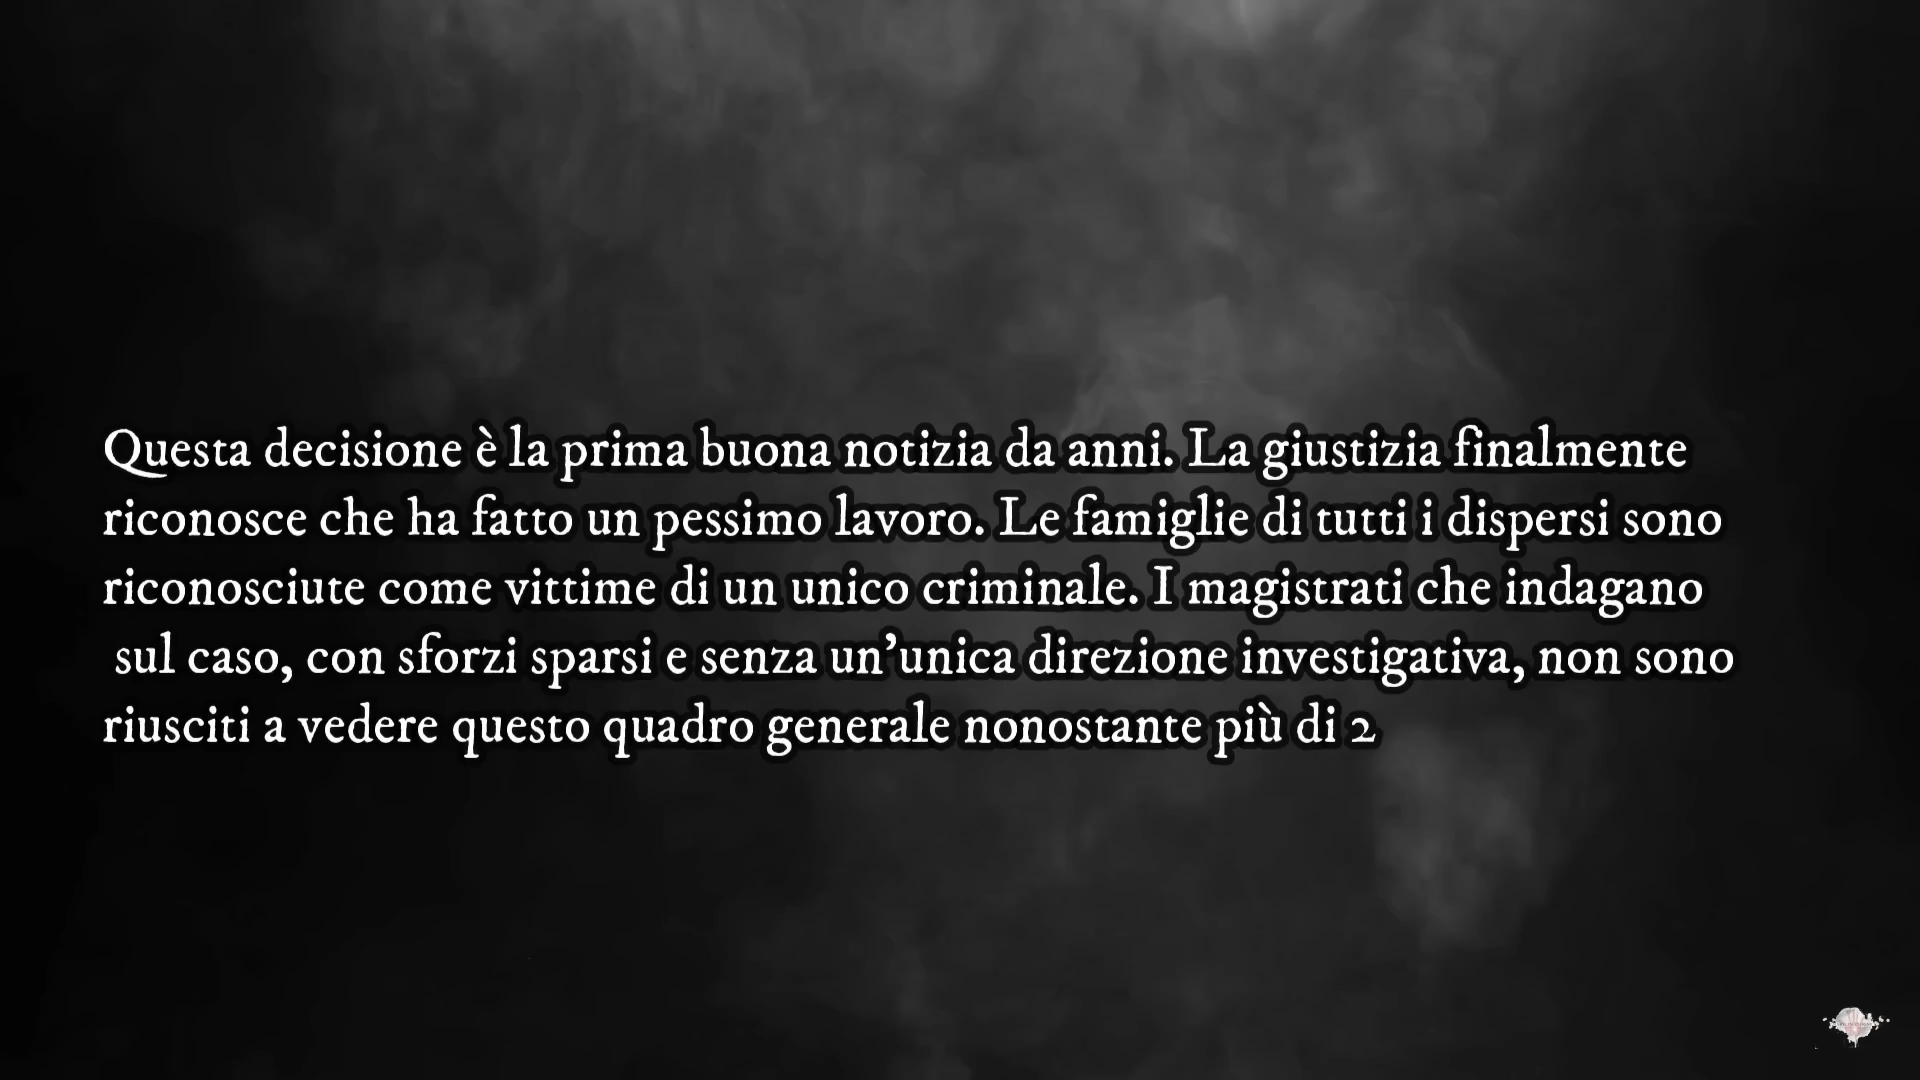 Questa decisione è la prima buona notizia da anni. La giustizia finalmente
riconosce che ha fatto un pessimo lavoro. Le famiglie di tutti i dispersi sono
riconosciute come vittime di un unico criminale. I magistrati che indagano
sul caso, con sforzi sparsi e senza un’unica direzione investigativa, non sono
riusciti a vedere questo quadro generale nonostante più di 2